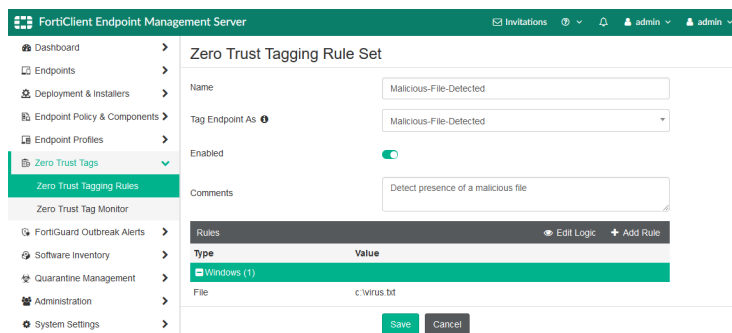 FortiClient Endpoint Management Server
Invitations
admin
admin
Dashboard
Endpoints
Deployment & Installers
Endpoint Policy & Components
Endpoint Profiles
Zero Trust Tags
Zero Trust Tagging Rules
Zero Trust Tag Monitor
FortiGuard Outbreak Alerts
Software Inventory
Quarantine Management
Administration
System Settings
Zero Trust Tagging Rule Set
Name
Malicious-File-Detected
Tag Endpoint As
Malicious-File-Detected
Enabled
Comments
Detect presence of a malicious file
Rules
Edit Logic
+ Add Rule
Type Value
Windows (1)
File c:\virus.txt
Save Cancel